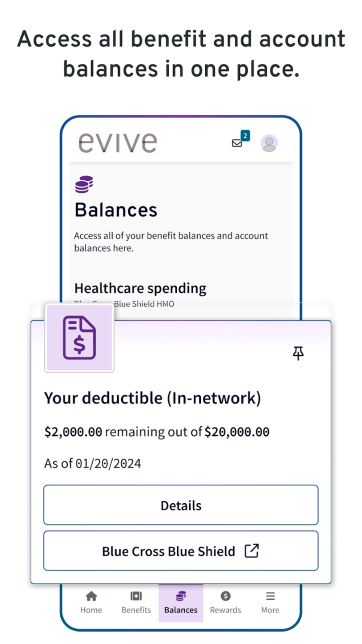 Access all benefit and account
balances in one place.
evive
2
Balances
Access all of your benefit balances and account
balances here.
Healthcare spending
Blue Cross Blue Shield HMO
Your deductible (In-network)
$2,000.00 remaining out of $20,000.00
As of 01/20/2024
Details
Blue Cross Blue Shield
Home Benefits Balances Rewards More